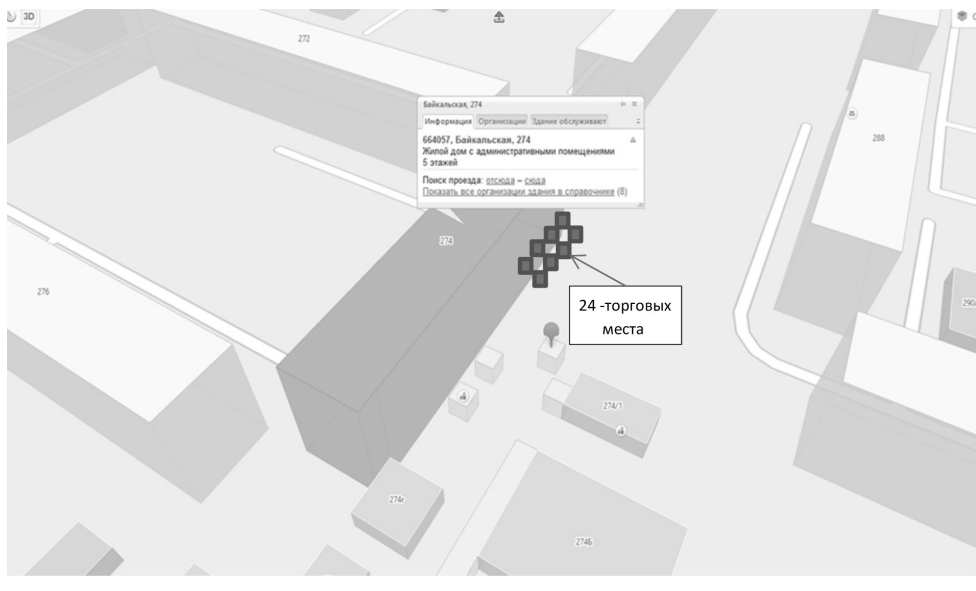 3D
272
Байкальская, 274
Информация Организации Здание обслуживают
664057, Байкальская, 274
Жилой дом с административными помещениями
5 этажей
Поиск проезда: отсюда – сюда
Показать все организации здания в справочнике (8)
288
274
276
290
24 -торговых
места
274/1
274г
274Б